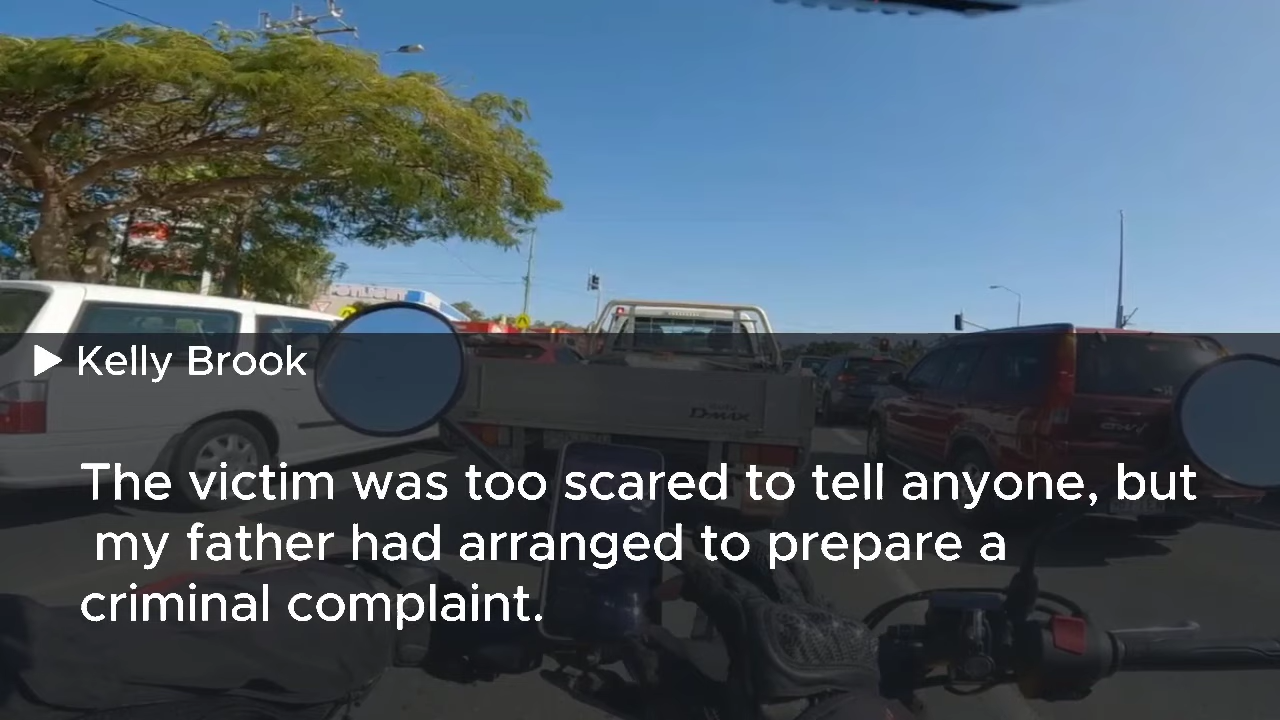 Kelly Brook
D-MAX
The victim was too scared to tell anyone, but
my father had arranged to prepare a
criminal complaint.